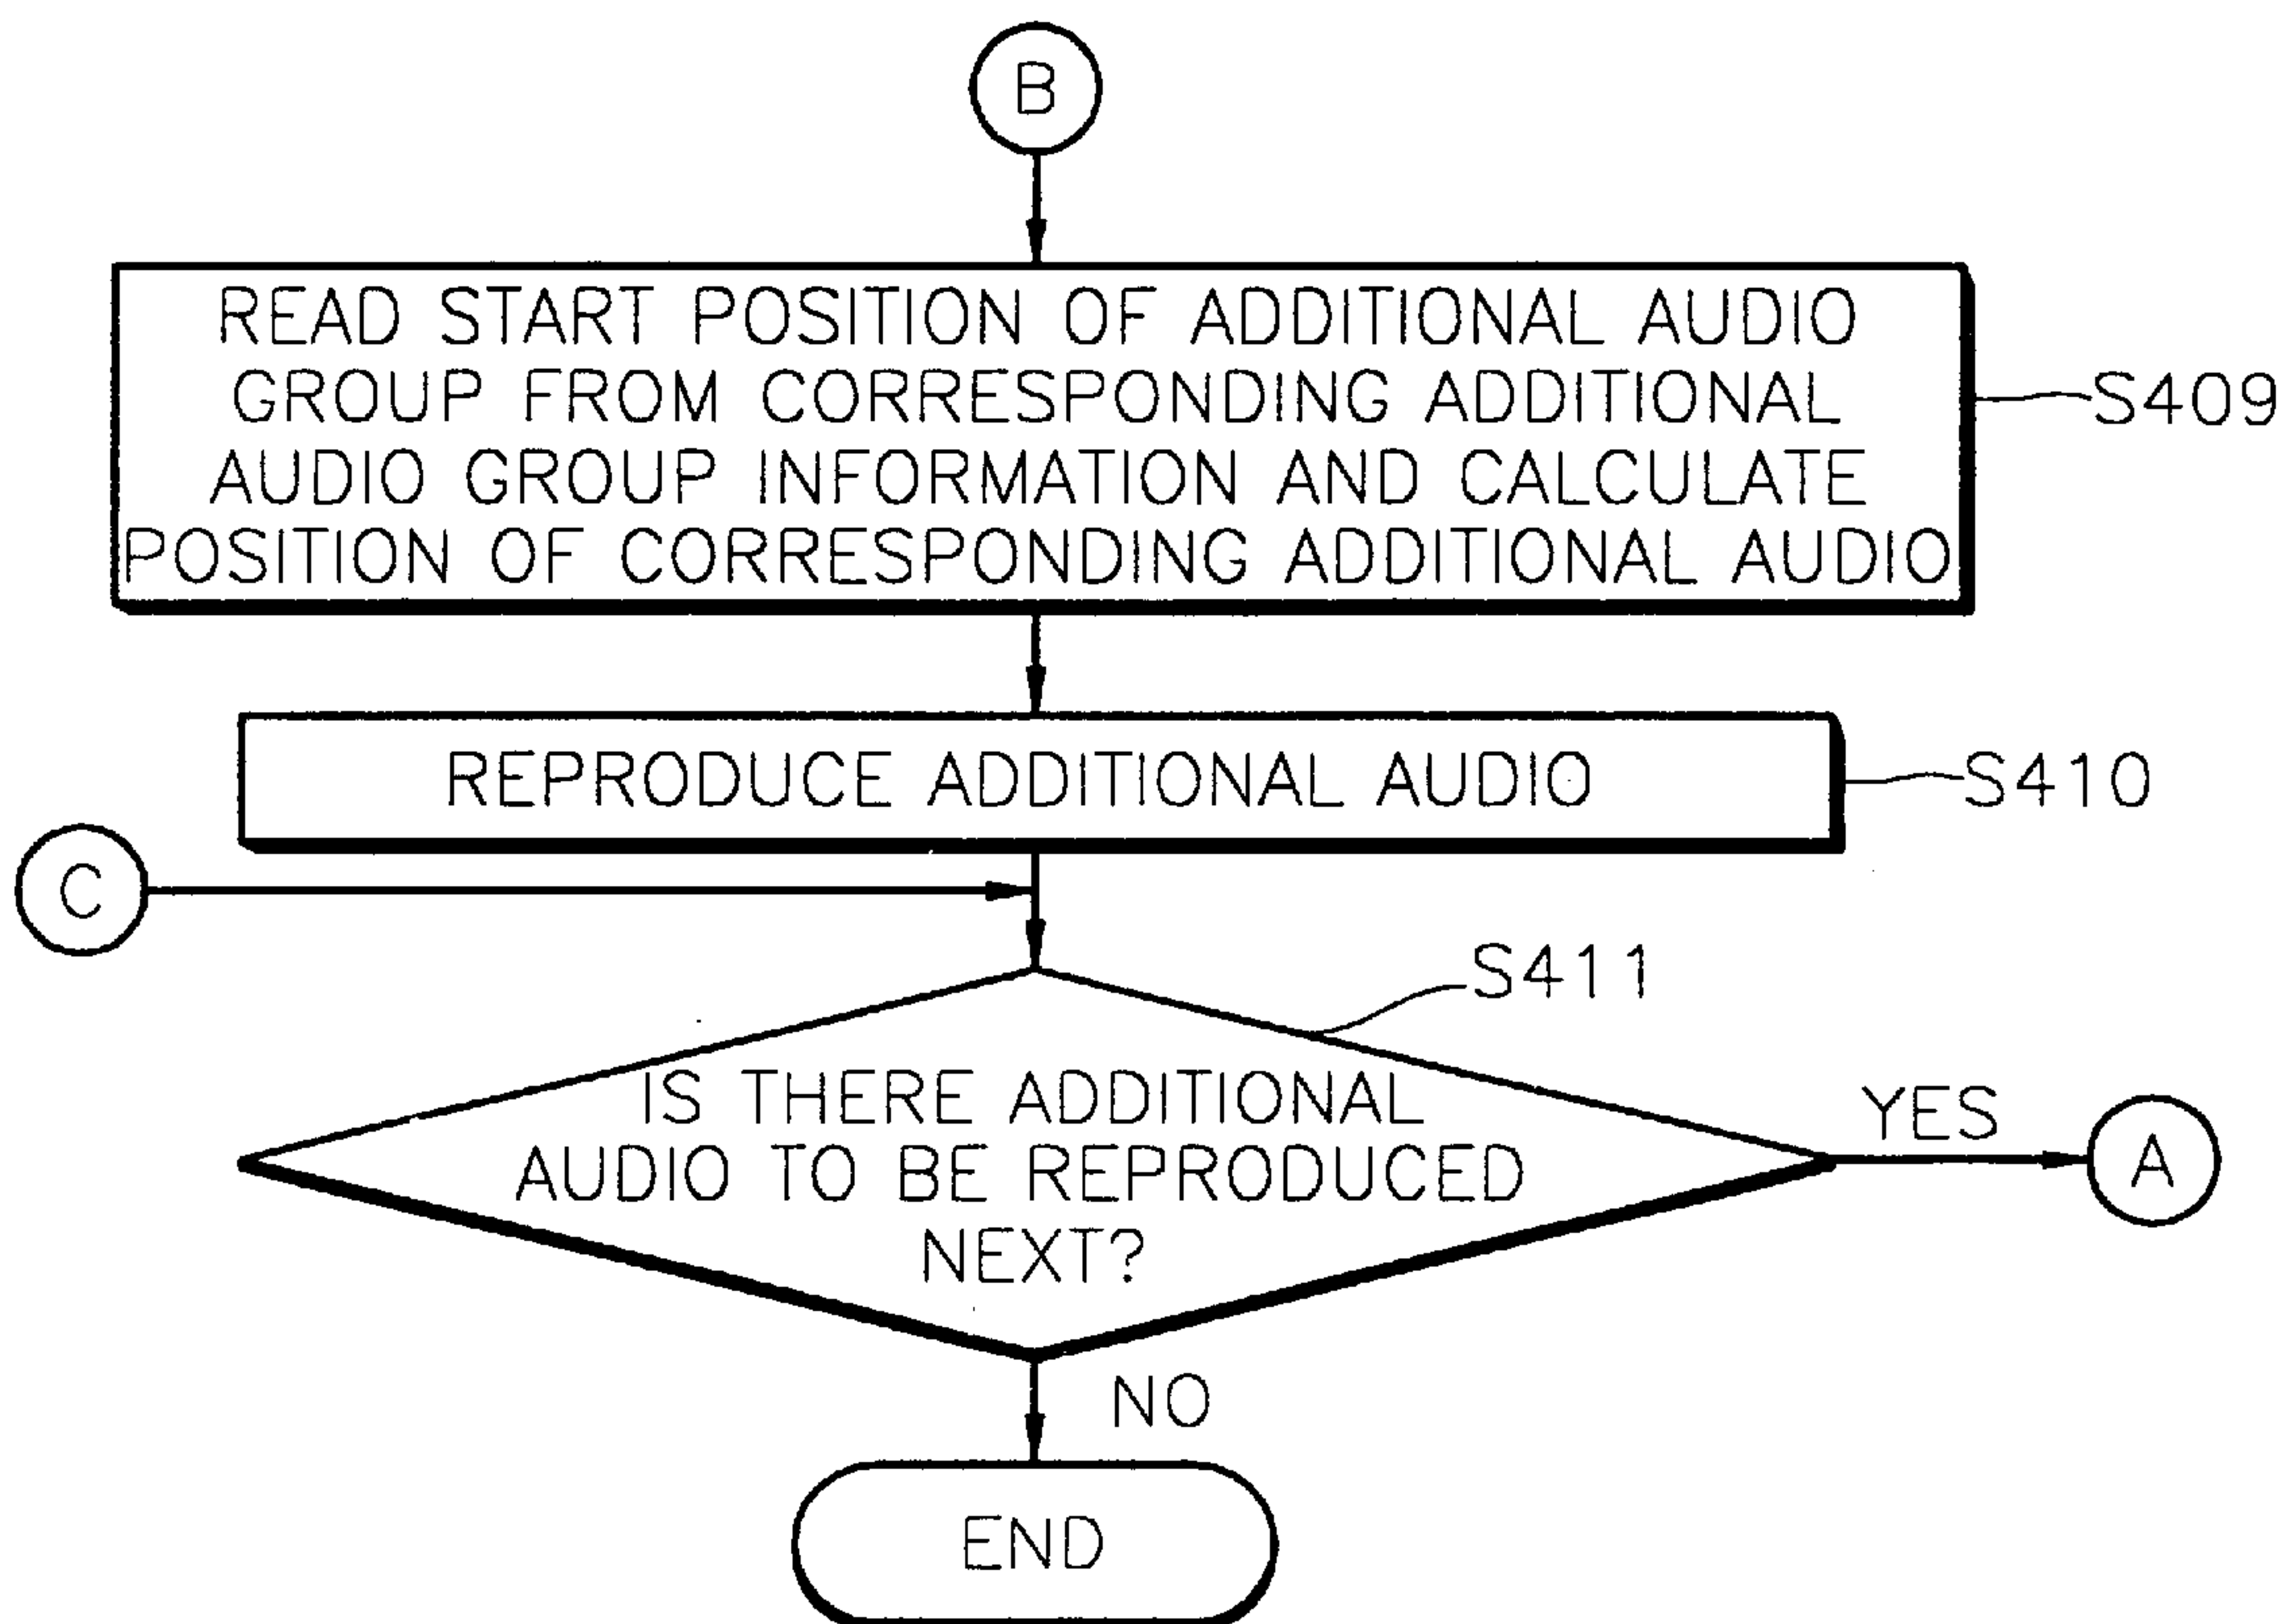 B
READ START POSITION OF ADDITIONAL AUDIO
GROUP FROM CORRESPONDING ADDITIONAL
AUDIO GROUP INFORMATION AND CALCULATE
POSITION OF CORRESPONDING ADDITIONAL AUDIO
S409
REPRODUCE ADDITIONAL AUDIO
S410
C
S411
IS THERE ADDITIONAL
AUDIO TO BE REPRODUCED
NEXT?
YES
A
NO
END